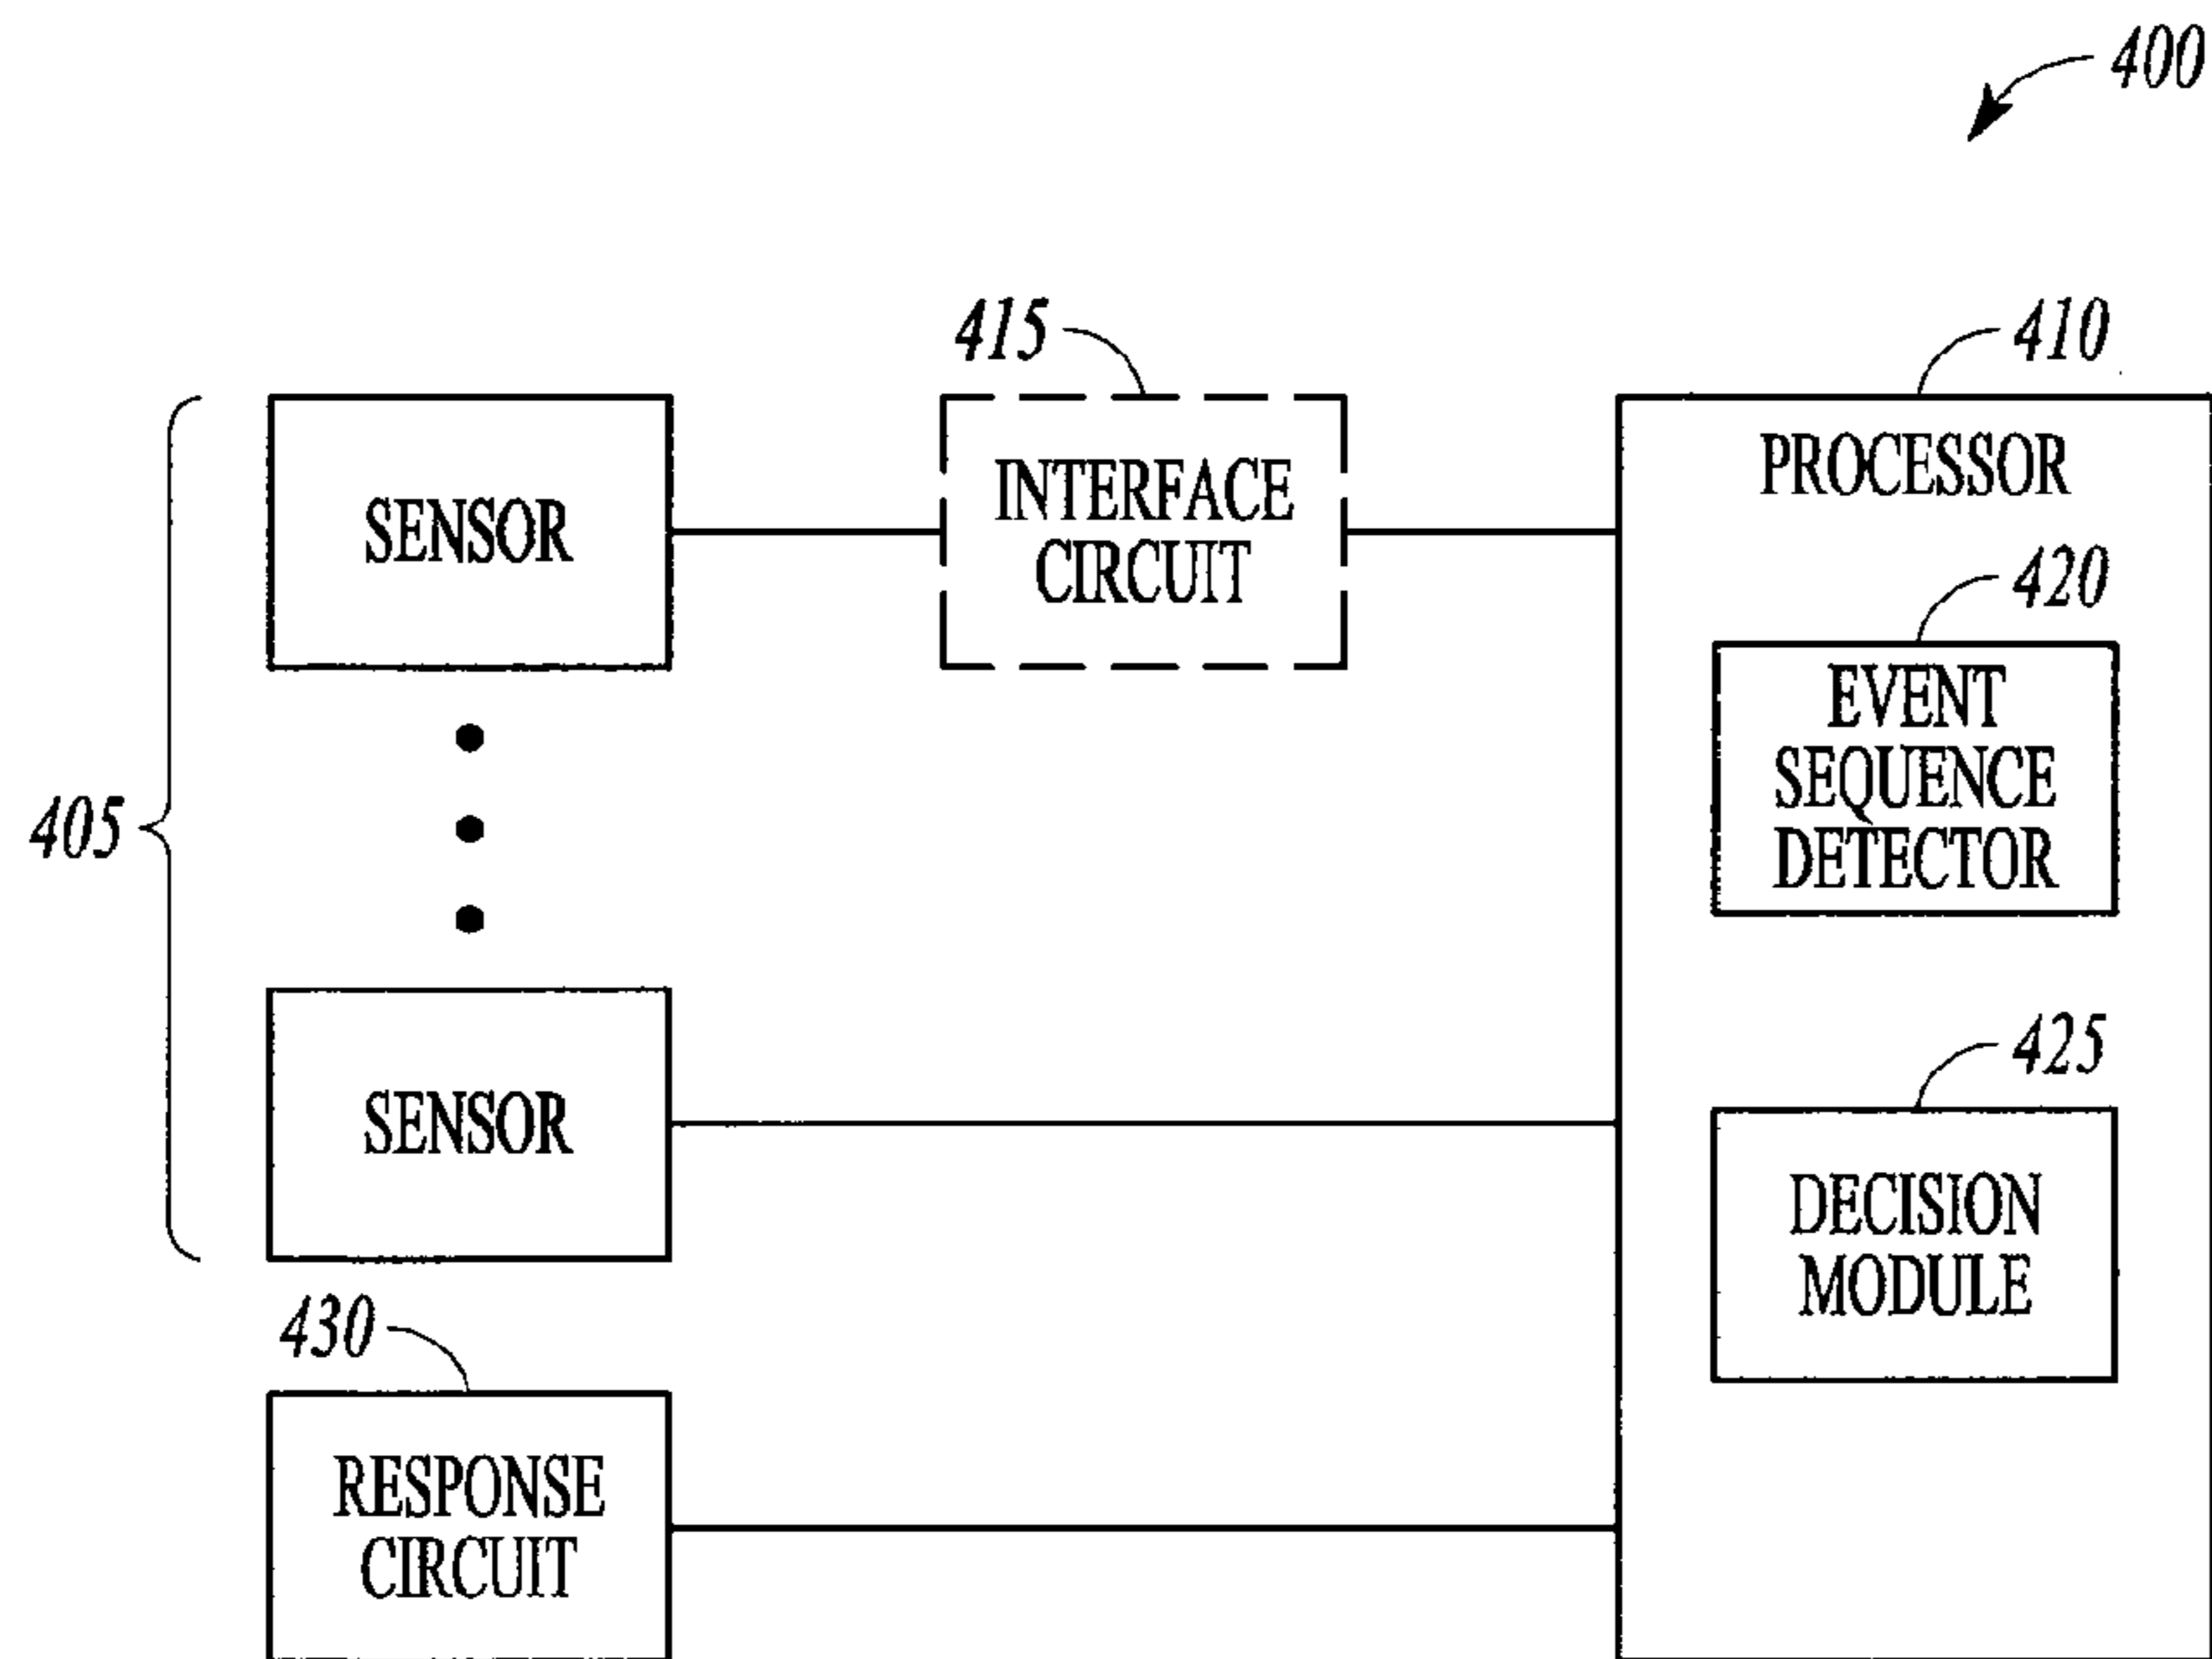 400
415
410
SENSOR
INTERFACE
CIRCUIT
PROCESSOR
420
EVENT
SEQUENCE
DETECTOR
405
SENSOR
425
DECISION
MODULE
430
RESPONSE
CIRCUIT